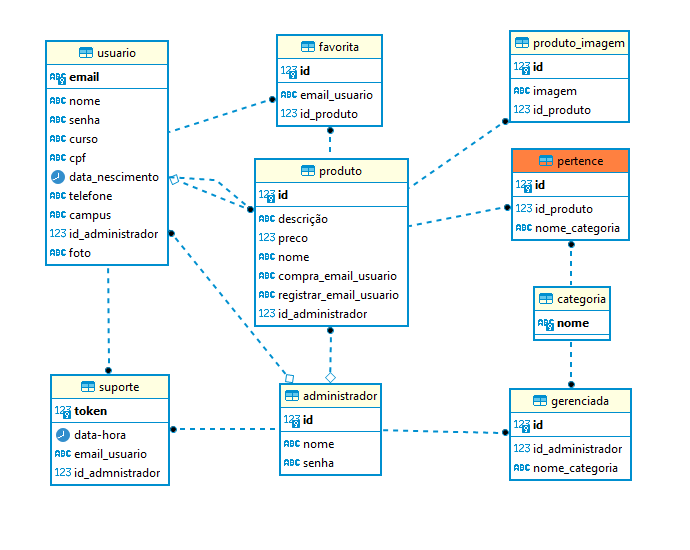 usuario
email
nome
senha
curso
cpf
data_nescimento
telefone
campus
id_administrador
foto
favorita
id
email_usuario
id_produto
produto_imagem
id
imagem
id_produto
produto
id
descrição
preco
nome
compra_email_usuario
registrar_email_usuario
id_administrador
pertence
id
id_produto
nome_categoria
categoria
nome
suporte
token
data-hora
email_usuario
id_admnistrador
administrador
id
nome
senha
gerenciada
id
id_administrador
nome_categoria